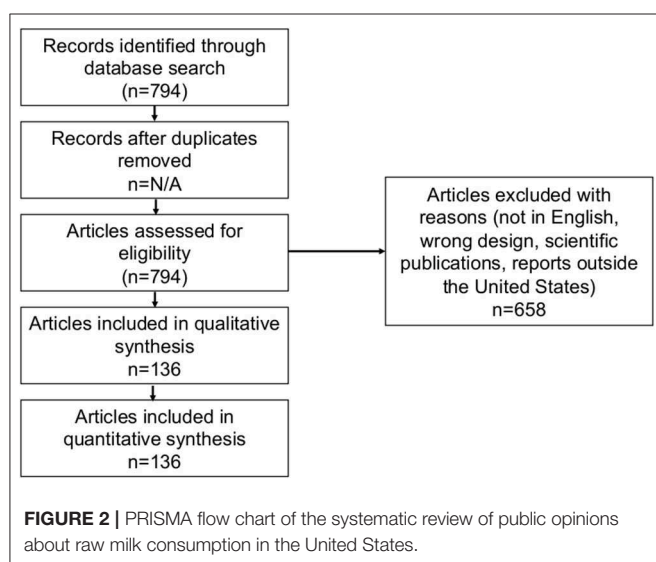 Records identified through
database search
(n=794)
Records after duplicates
removed
n=N/A
Articles assessed for
eligibility
(n=794)
Articles excluded with
reasons (not in English,
wrong design, scientific
publications, reports outside
the United States)
n=658
Articles included in qualitative
synthesis
n=136
Articles included in
quantitative synthesis
n=136
FIGURE 2 | PRISMA flow chart of the systematic review of public opinions
about raw milk consumption in the United States.